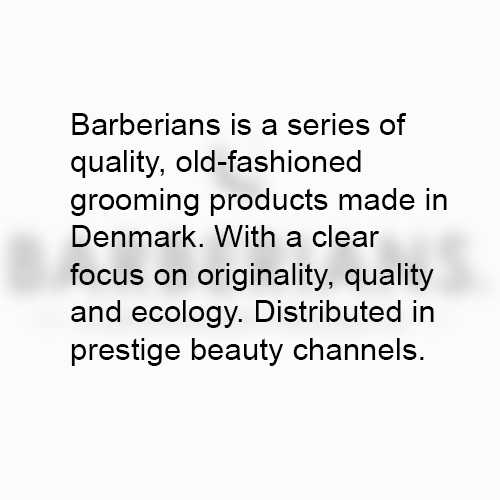 Barberians is a series of
quality, old-fashioned
grooming products made in
Denmark. With a clear
focus on originality, quality
and ecology. Distributed in
prestige beauty channels.